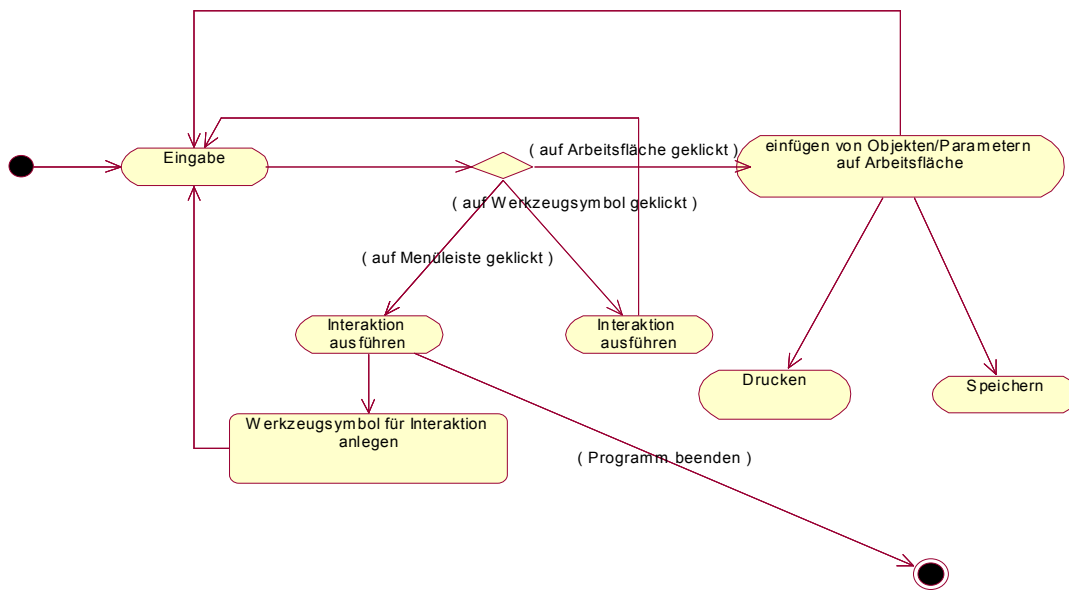 ( auf Arbeitsfläche geklickt )
einfügen von Objekten/Parametern
auf Arbeitsfläche
Eingabe
( auf Werkzeugsymbol geklickt )
( auf Menüleiste geklickt )
Interaktion
ausführen
Interaktion
ausführen
Drucken
Speichern
Werkzeugsymbol für Interaktion
anlegen
( Programm beenden )